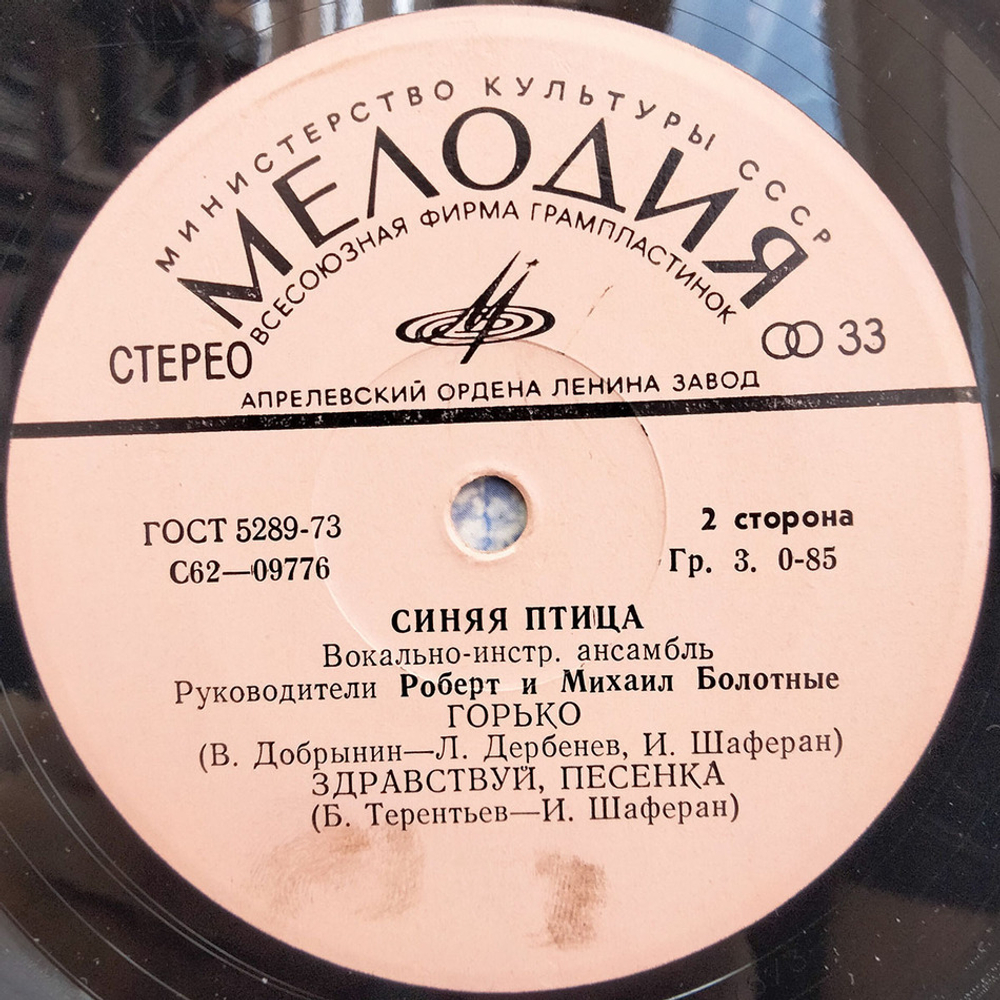 МИНИСТЕРСТВО КУЛЬТУРЫ СССР
МЕЛОДИЯ
ВСЕСОЮЗНАЯ ФИРМА ГРАМПЛАСТИНОК
СТЕРЕО
33
АПРЕЛЕВСКИЙ ОРДЕНА ЛЕНИНА ЗАВОД
ГОСТ 5289-73
2 сторона
С62—09776
Гр. 3. 0-85
СИНЯЯ ПТИЦА
Вокально-инстр. ансамбль
Руководители Роберт и Михаил Болотные
ГОРЬКО
(В. Добрынин—Л. Дербенев, И. Шаферан)
ЗДРАВСТВУЙ, ПЕСЕНКА
(Б. Терентьев—И. Шаферан)